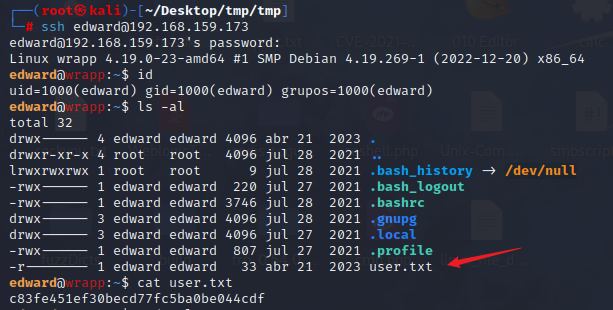 ┌──(root㉿kali)-[~/Desktop/tmp/tmp]
└─# ssh edward@192.168.159.173
edward@192.168.159.173's password:
Linux wrapp 4.19.0-23-amd64 #1 SMP Debian 4.19.269-1 (2022-12-20) x86_64
edward@wrapp:~$ id
uid=1000(edward) gid=1000(edward) grupos=1000(edward)
edward@wrapp:~$ ls -al
total 32
drwx------ 4 edward edward 4096 abr 21  2023 .
drwxr-xr-x 4 root   root   4096 jul 28  2021 ..
lrwxrwxrwx 1 root   root      9 jul 28  2021 .bash_history → /dev/null
-rwx------ 1 edward edward  220 jul 27  2021 .bash_logout
-rwx------ 1 edward edward 3746 jul 28  2021 .bashrc
drwx------ 3 edward edward 4096 jul 28  2021 .gnupg
drwx------ 3 edward edward 4096 jul 28  2021 .local
-rwx------ 1 edward edward  807 jul 27  2021 .profile
-r-------- 1 edward edward   33 abr 21  2023 user.txt
edward@wrapp:~$ cat user.txt
c83fe451ef30becd77fc5ba0be044cdf